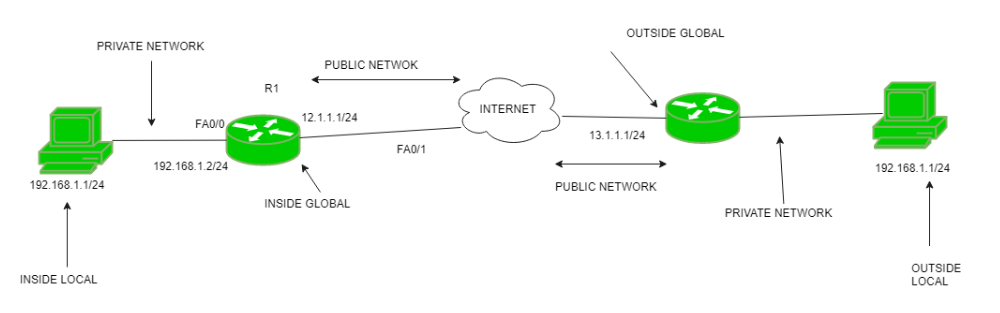 OUTSIDE GLOBAL
PRIVATE NETWORK
PUBLIC NETWOK
R1
INTERNET
12.1.1.1/24
FA0/0
13.1.1.1/24
FA0/1
192.168.1.2/24
192.168.1.1/24
192.168.1.1/24
PUBLIC NETWORK
INSIDE GLOBAL
PRIVATE NETWORK
INSIDE LOCAL
OUTSIDE
LOCAL